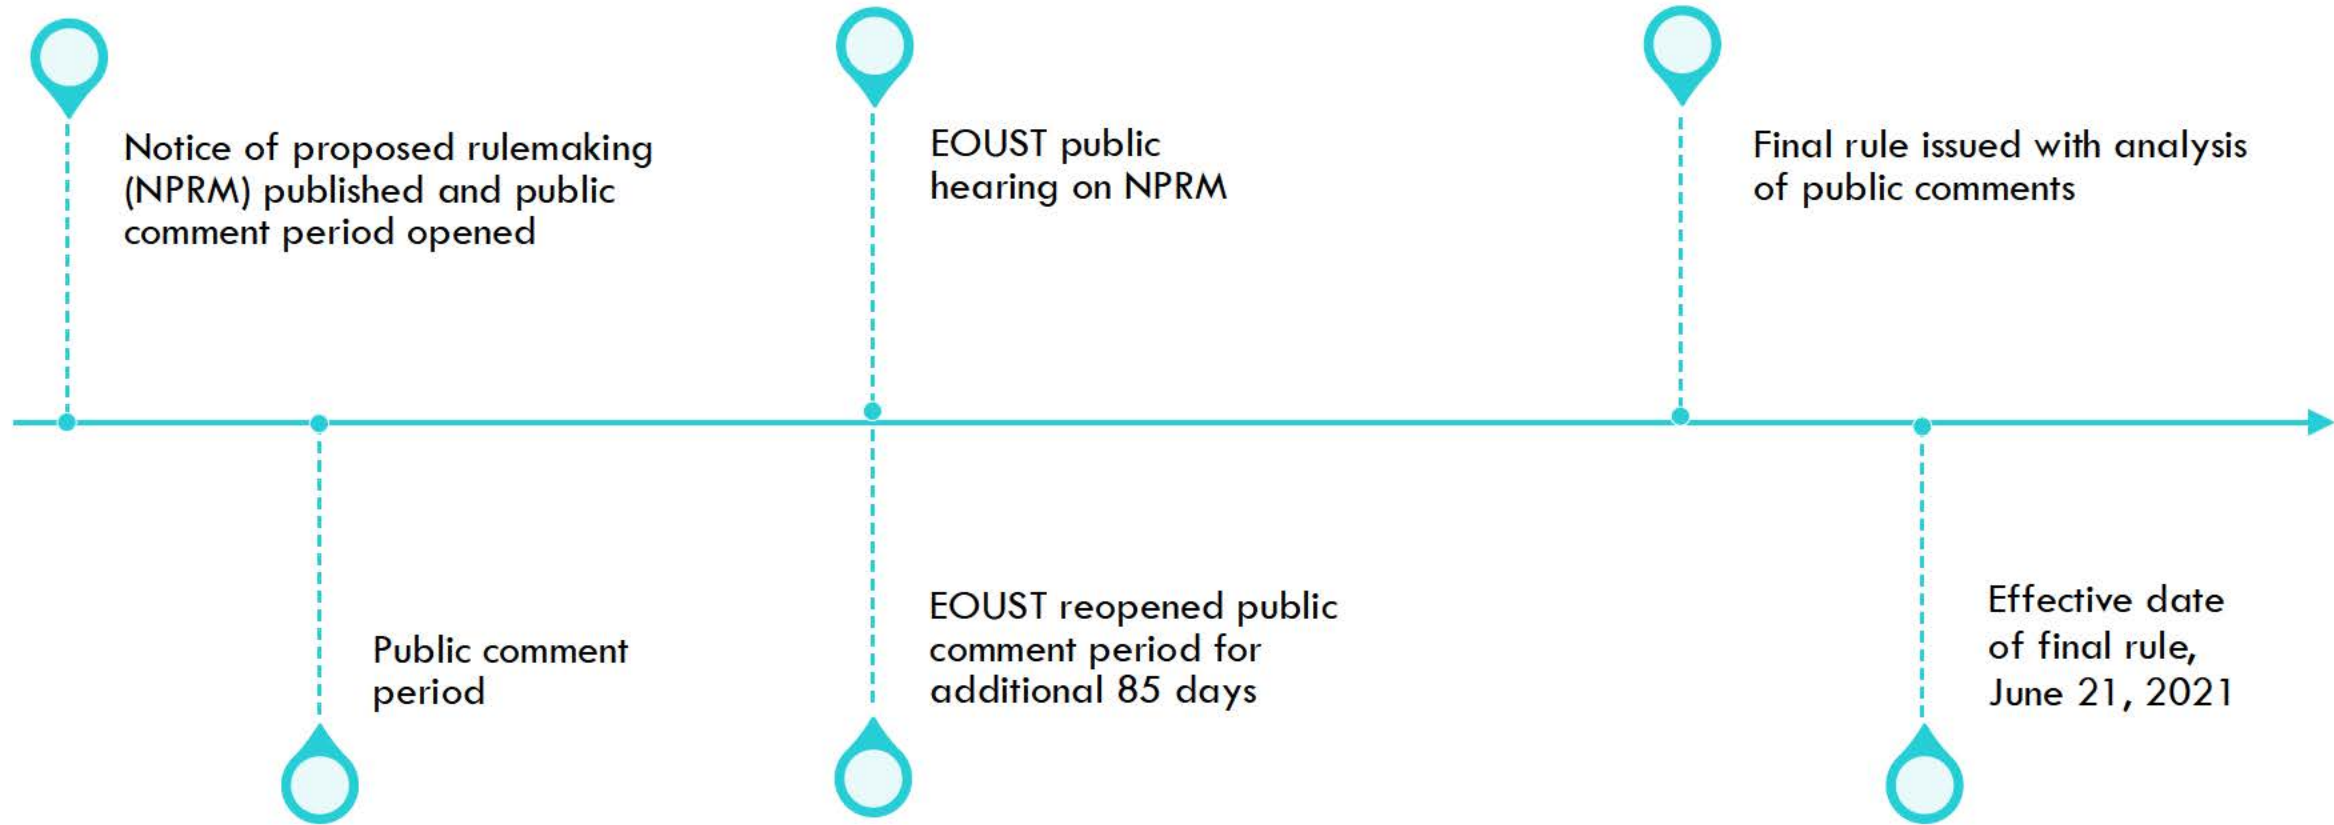 Notice of proposed rulemaking
(NPRM) published and public
comment period opened
Public comment
period
EOUST public
hearing on NPRM
EOUST reopened public
comment period for
additional 85 days
Final rule issued with analysis
of public comments
Effective date
of final rule,
June 21, 2021